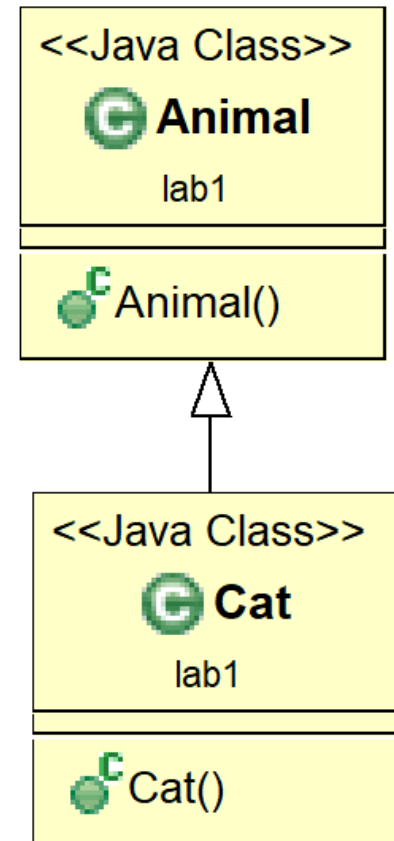 <<Java Class>>
C Animal
lab1
C Animal()
<<Java Class>>
C Cat
lab1
C Cat()